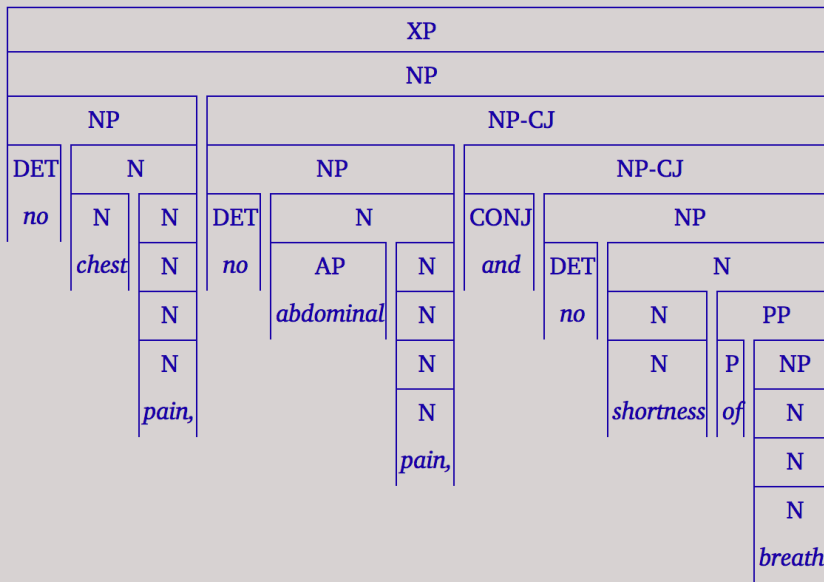 XP
NP
NP NP-CJ
DET N NP NP-CJ
no N N DET N CONJ NP
chest N no AP N and DET N
N abdominal N no N PP
N N N P NP
pain, N shortness of N
pain, N
N
breath